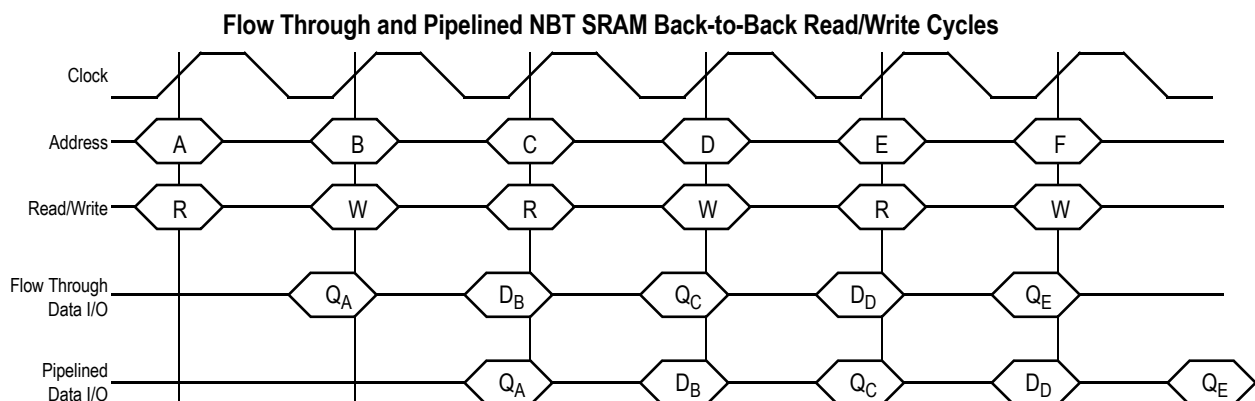 Flow Through and Pipelined NBT SRAM Back-to-Back Read/Write Cycles
Clock
Address A B C D E F
Read/Write R W R W R W
Flow Through
Data I/O QA DB QC DD QE
Pipelined
Data I/O QA DB QC DD QE